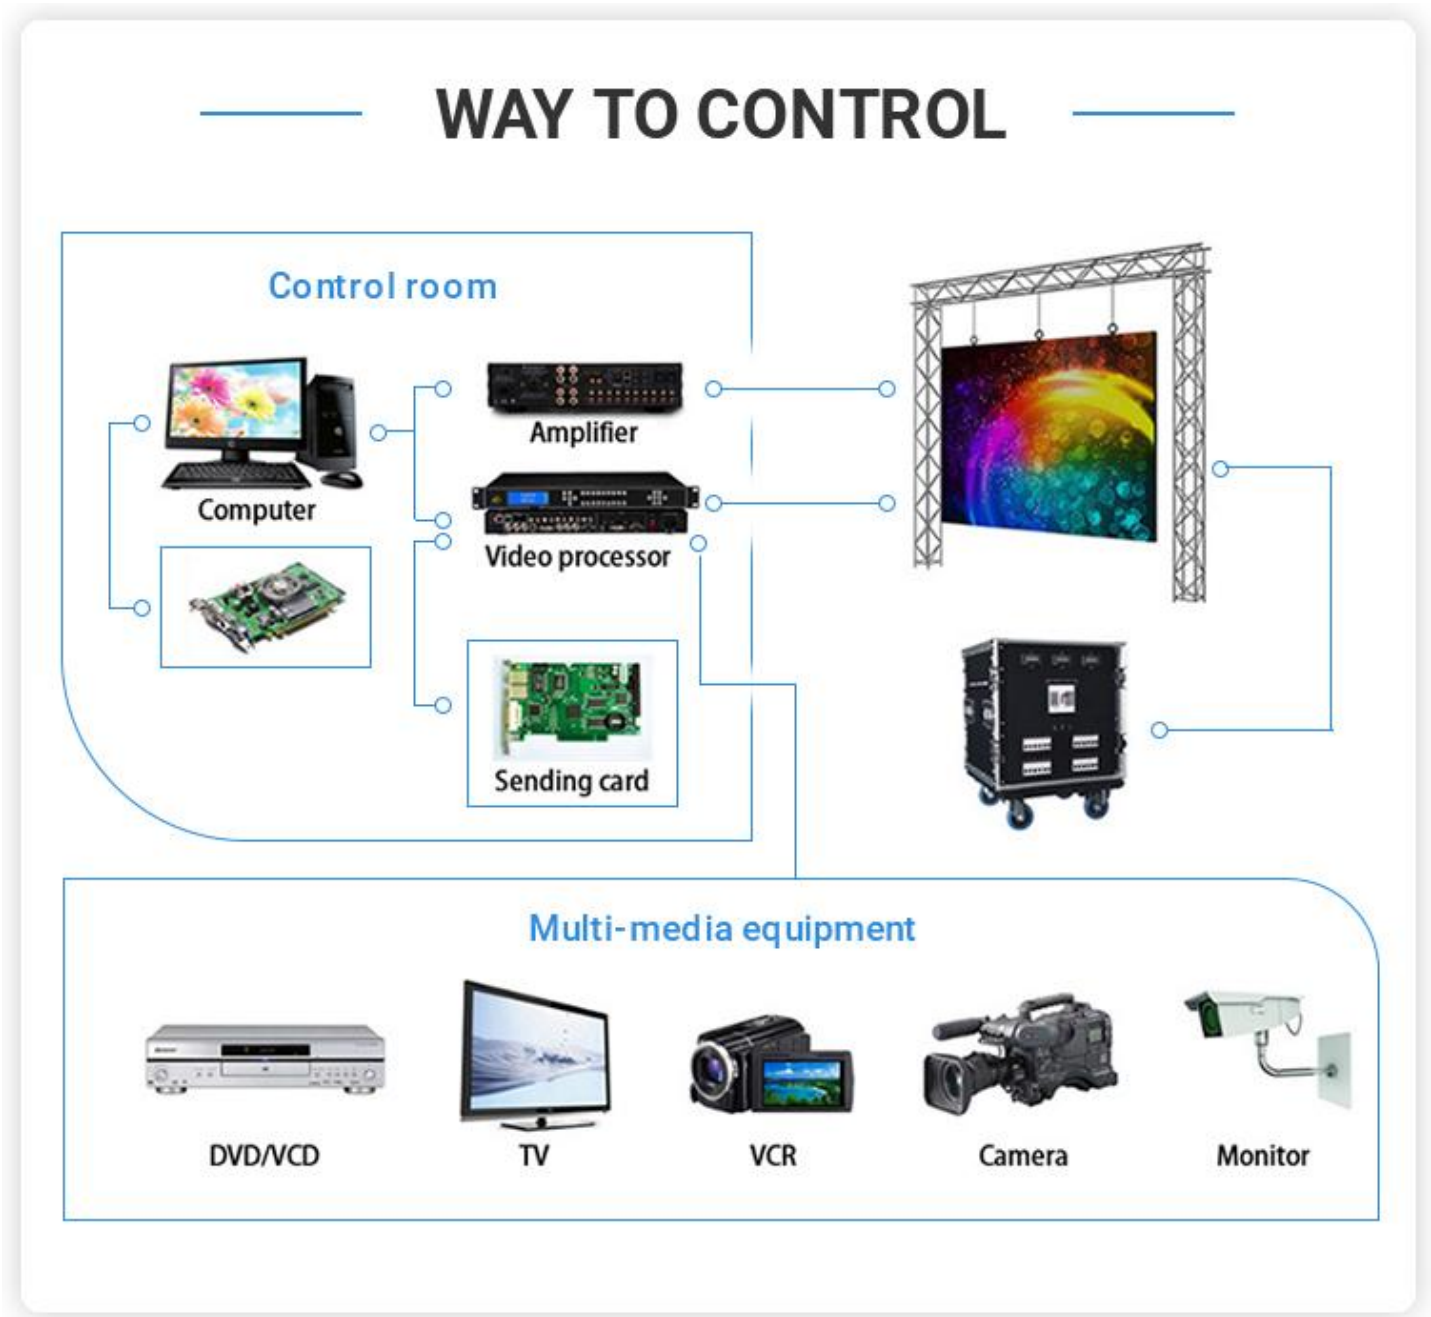 WAY TO CONTROL
Control room
Computer
Amplifier
Video processor
Sending card
Multi-media equipment
DVD/VCD
TV
VCR
Camera
Monitor